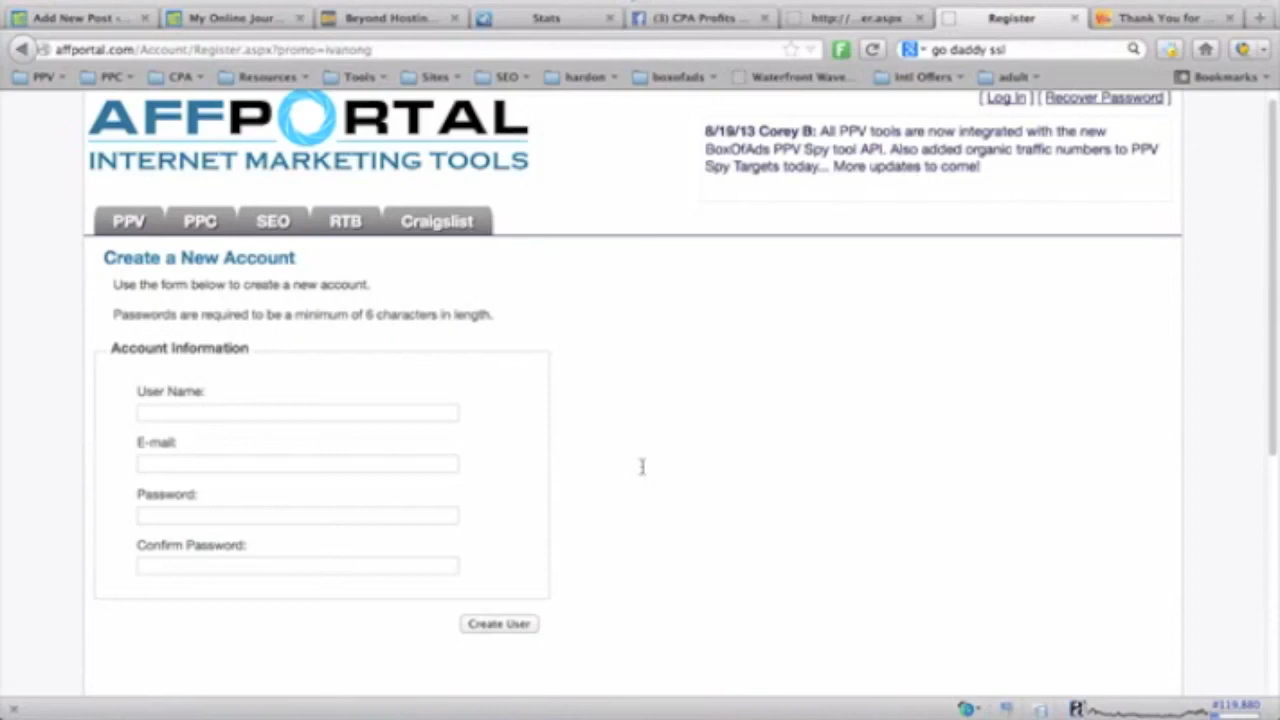 Add New Post ‹ ...
My Online Jour...
Beyond Hostin...
Stats
(3) CPA Profits ...
http://...er.aspx
Register
Thank You for ...
affportal.com/Account/Register.aspx?promo=ivanong
go daddy ssl
PPV
PPC
CPA
Resources
Tools
Sites
SEO
hardon
boxofads
Waterfront Wave...
Intl Offers
adult
Bookmarks
AFFPORTAL
INTERNET MARKETING TOOLS
[ Log In ] [ Recover Password ]
8/19/13 Corey B: All PPV tools are now integrated with the new
BoxOfAds PPV Spy tool API. Also added organic traffic numbers to PPV
Spy Targets today... More updates to come!
PPV
PPC
SEO
RTB
Craigslist
Create a New Account
Use the form below to create a new account.
Passwords are required to be a minimum of 6 characters in length.
Account Information
User Name:
E-mail:
Password:
Confirm Password:
Create User
#119,880